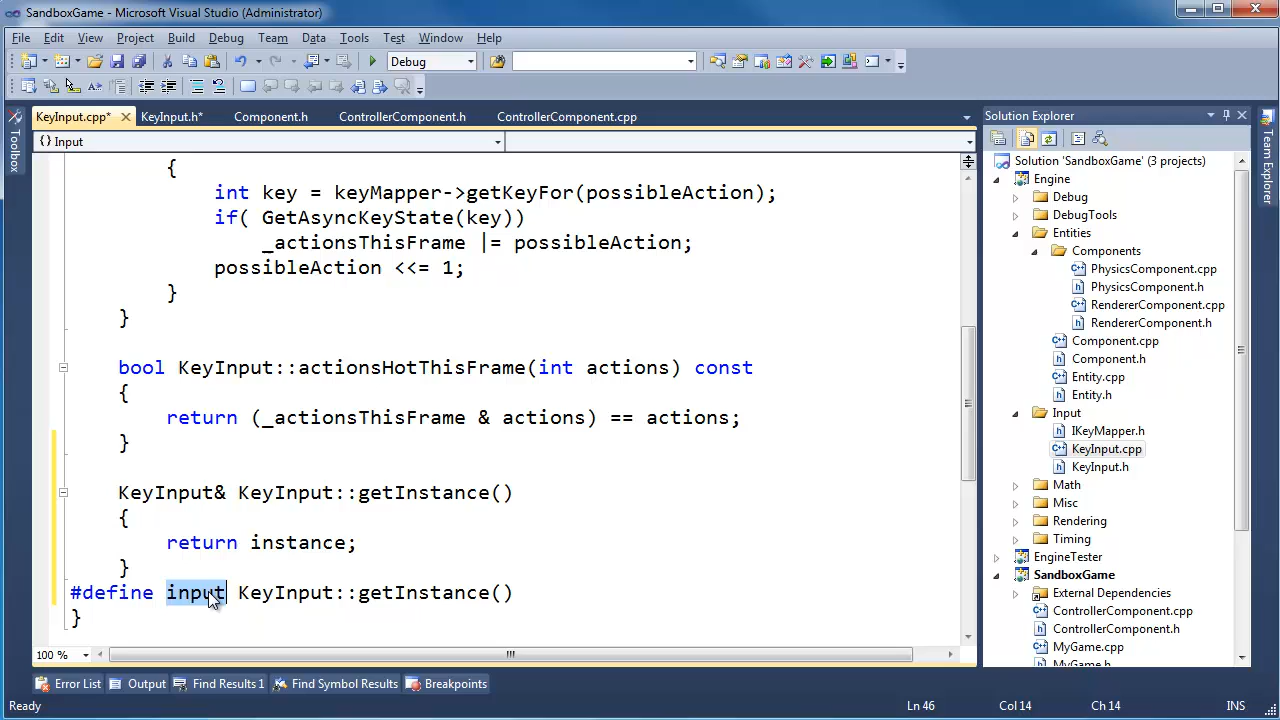 SandboxGame - Microsoft Visual Studio (Administrator)
File Edit View Project Build Debug Team Data Tools Test Window Help
Debug
KeyInput.cpp* KeyInput.h* Component.h ControllerComponent.h ControllerComponent.cpp
{} Input
Toolbox
{
int key = keyMapper->getKeyFor(possibleAction);
if( GetAsyncKeyState(key))
_actionsThisFrame |= possibleAction;
possibleAction <<= 1;
}
}
bool KeyInput::actionsHotThisFrame(int actions) const
{
return (_actionsThisFrame & actions) == actions;
}
KeyInput& KeyInput::getInstance()
{
return instance;
}
#define input KeyInput::getInstance()
}
100 %
Solution Explorer
Solution 'SandboxGame' (3 projects)
Engine
Debug
DebugTools
Entities
Components
PhysicsComponent.cpp
PhysicsComponent.h
RendererComponent.cpp
RendererComponent.h
Component.cpp
Component.h
Entity.cpp
Entity.h
Input
IKeyMapper.h
KeyInput.cpp
KeyInput.h
Math
Misc
Rendering
Timing
EngineTester
SandboxGame
External Dependencies
ControllerComponent.cpp
ControllerComponent.h
MyGame.cpp
MyGame.h
Team Explorer
Error List Output Find Results 1 Find Symbol Results Breakpoints
Ready Ln 46 Col 14 Ch 14 INS